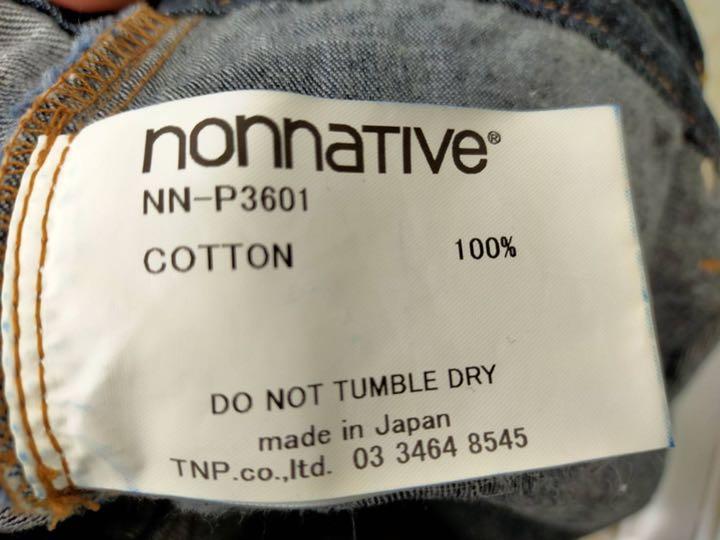 nonnaTIVe®
NN-P3601
COTTON 100%
DO NOT TUMBLE DRY
made in Japan
TNP.co.,ltd. 03 3464 8545